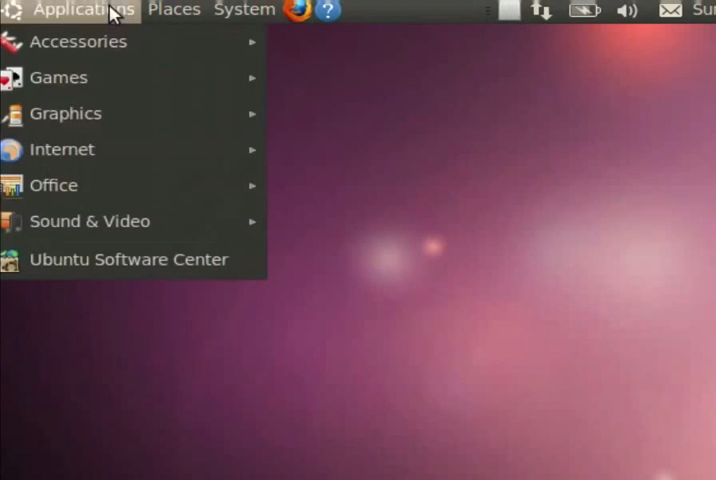 Applications Places System ?
Accessories
Games
Graphics
Internet
Office
Sound & Video
Ubuntu Software Center